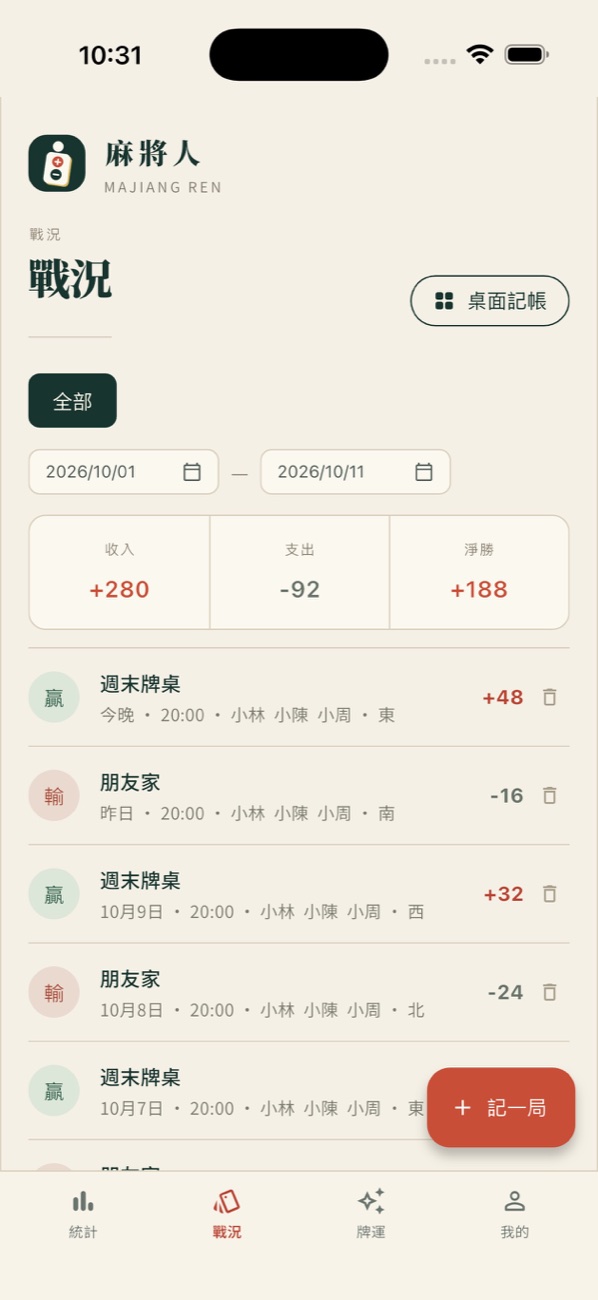 10:31
麻將人
MAJIANG REN
戰況
戰況
桌面記帳
全部
2026/10/01 — 2026/10/11
收入 支出 淨勝
+280 -92 +188
贏 週末牌桌 +48
今晚 · 20:00 · 小林 小陳 小周 · 東
輸 朋友家 -16
昨日 · 20:00 · 小林 小陳 小周 · 南
贏 週末牌桌 +32
10月9日 · 20:00 · 小林 小陳 小周 · 西
輸 朋友家 -24
10月8日 · 20:00 · 小林 小陳 小周 · 北
贏 週末牌桌
10月7日 · 20:00 · 小林 小陳 小周 · 東
+ 記一局
統計 戰況 牌運 我的